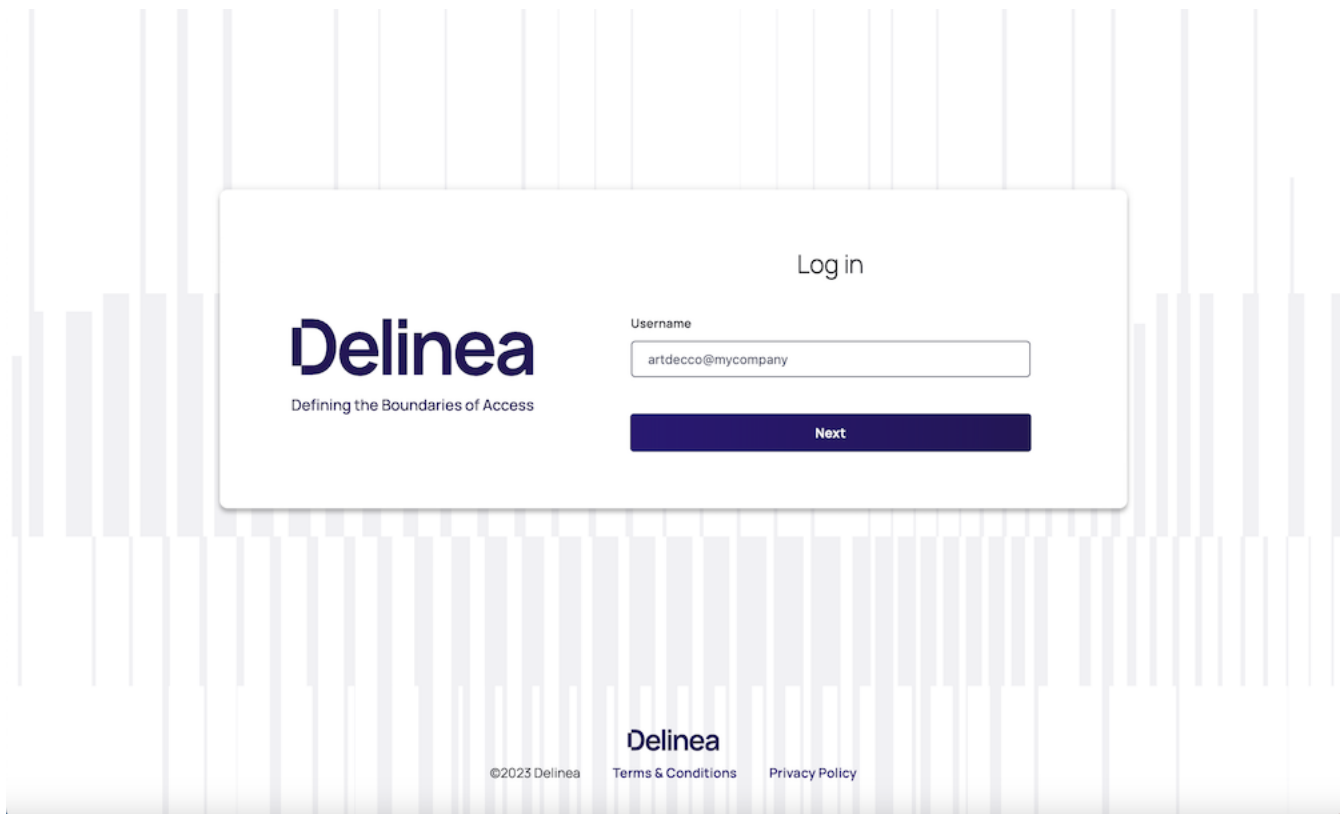 Log in
Delinea
Defining the Boundaries of Access
Username
artdecco@mycompany
Next
Delinea
©2023 Delinea Terms & Conditions Privacy Policy